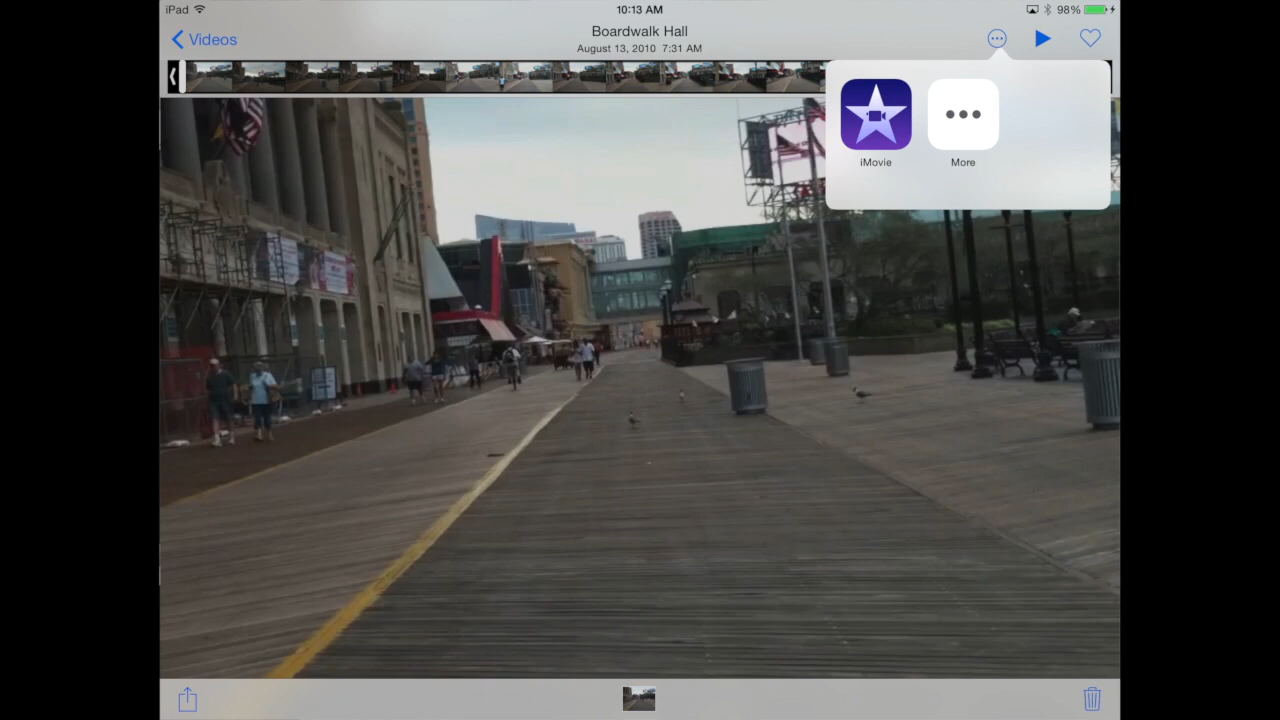 iPad
10:13 AM
98%
Videos
Boardwalk Hall
August 13, 2010 7:31 AM
iMovie
More